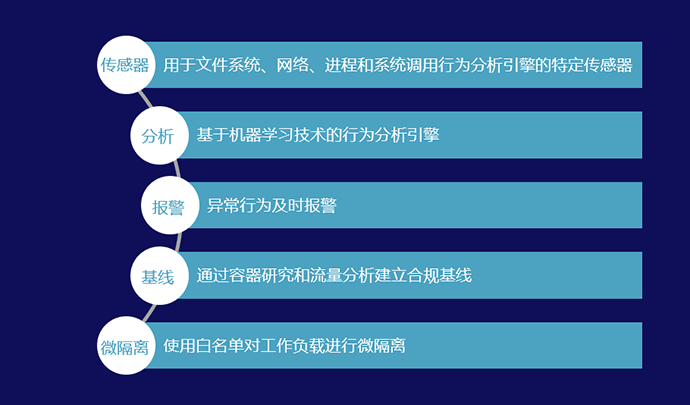 传感器 用于文件系统、网络、进程和系统调用行为分析引擎的特定传感器
分析 基于机器学习技术的行为分析引擎
报警 异常行为及时报警
基线 通过容器研究和流量分析建立合规基线
微隔离 使用白名单对工作负载进行微隔离